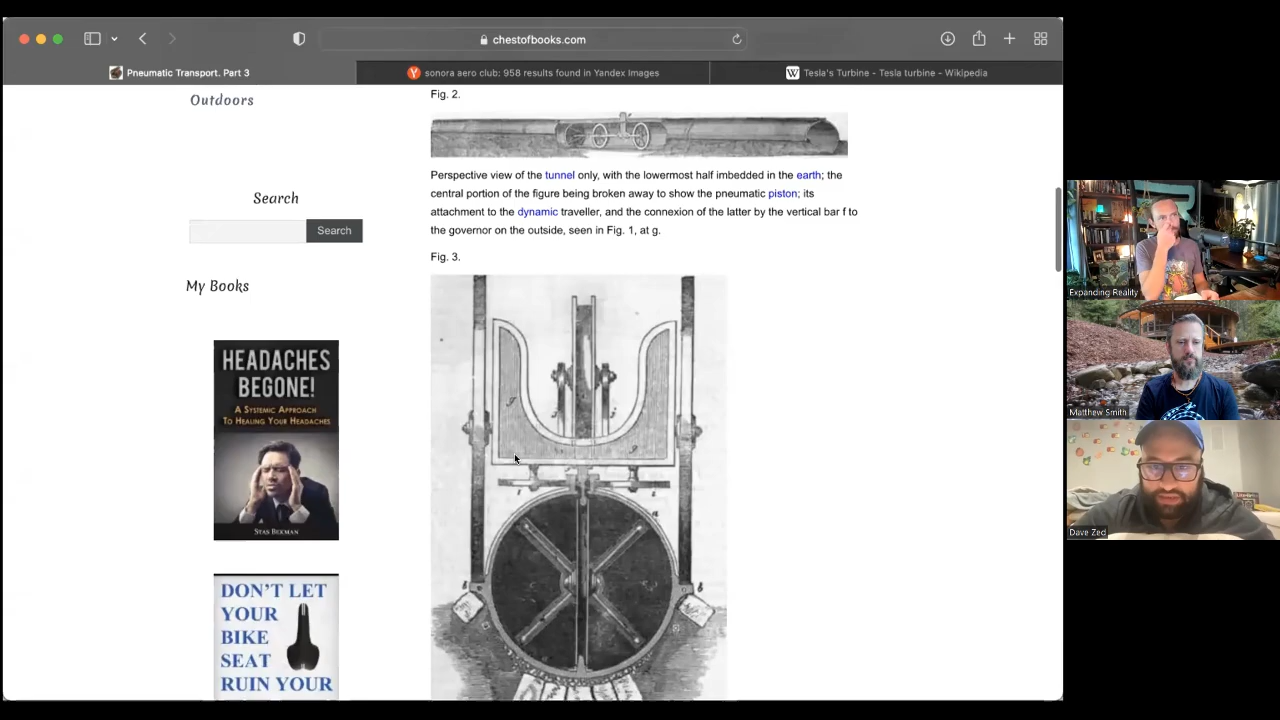 chestofbooks.com
Pneumatic Transport. Part 3
sonora aero club: 958 results found in Yandex Images
Tesla's Turbine - Tesla turbine - Wikipedia
Outdoors
Search
Search
My Books
HEADACHES
BEGONE!
A SYSTEMIC APPROACH
TO HEALING YOUR HEADACHES
STAS BEKMAN
DON'T LET
YOUR
BIKE
SEAT
RUIN YOUR
Fig. 2.
Perspective view of the tunnel only, with the lowermost half imbedded in the earth; the
central portion of the figure being broken away to show the pneumatic piston; its
attachment to the dynamic traveller, and the connexion of the latter by the vertical bar f to
the governor on the outside, seen in Fig. 1, at g.
Fig. 3.
Expanding Reality
Matthew Smith
Dave Zed